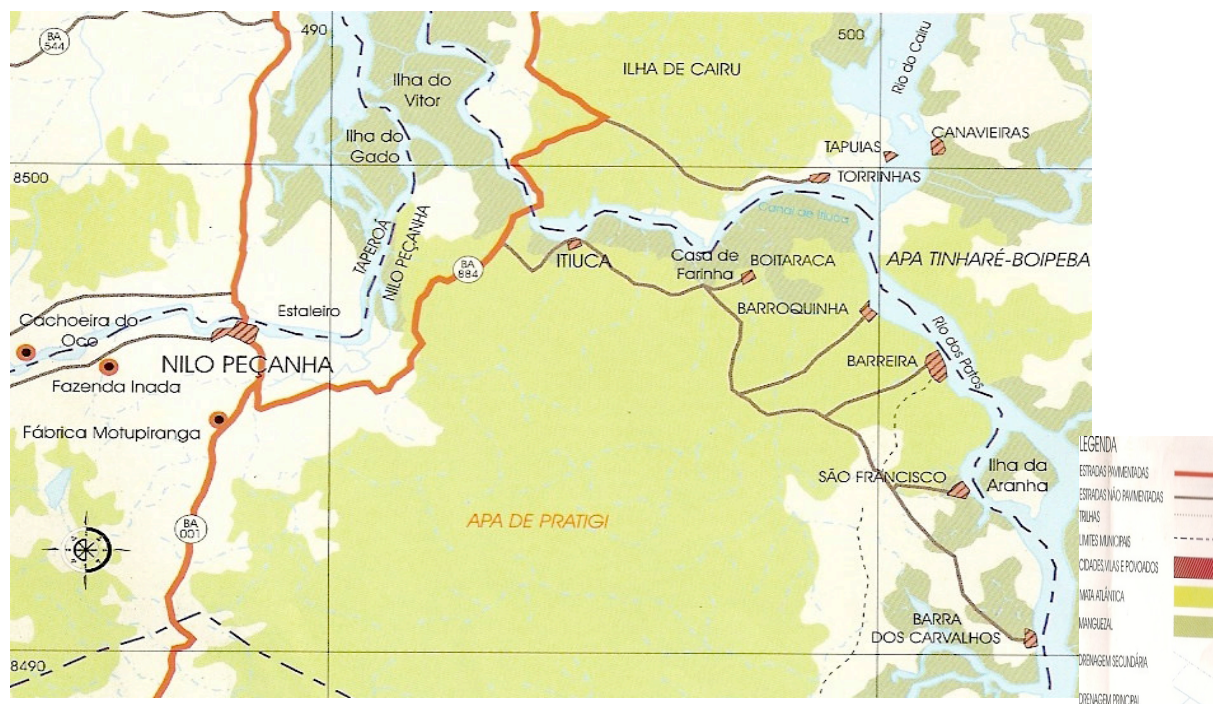 BA
544
490
500
Rio do Cairu
ILHA DE CAIRU
Ilha do
Vitor
Ilha do
Gado
CANAVIEIRAS
TAPUIAS
TORRINHAS
8500
TAPEROÁ
NILO PEÇANHA
Canal de Itiuca
ITIUCA
Casa de
Farinha
BOITARACA
APA TINHARÉ-BOIPEBA
BA
884
Estaleiro
BARROQUINHA
Cachoeira do
Oco
Rio dos Patos
NILO PEÇANHA
BARREIRA
Fazenda Inada
Fábrica Motupiranga
SÃO FRANCISCO
Ilha da
Aranha
APA DE PRATIGI
BA
001
BARRA
DOS CARVALHOS
8490
LEGENDA
ESTRADAS PAVIMENTADAS
ESTRADAS NÃO PAVIMENTADAS
TRILHAS
LIMITES MUNICIPAIS
CIDADES, VILAS E POVOADOS
MATA ATLÂNTICA
MANGUEZAL
DRENAGEM SECUNDÁRIA
DRENAGEM PRINCIPAL